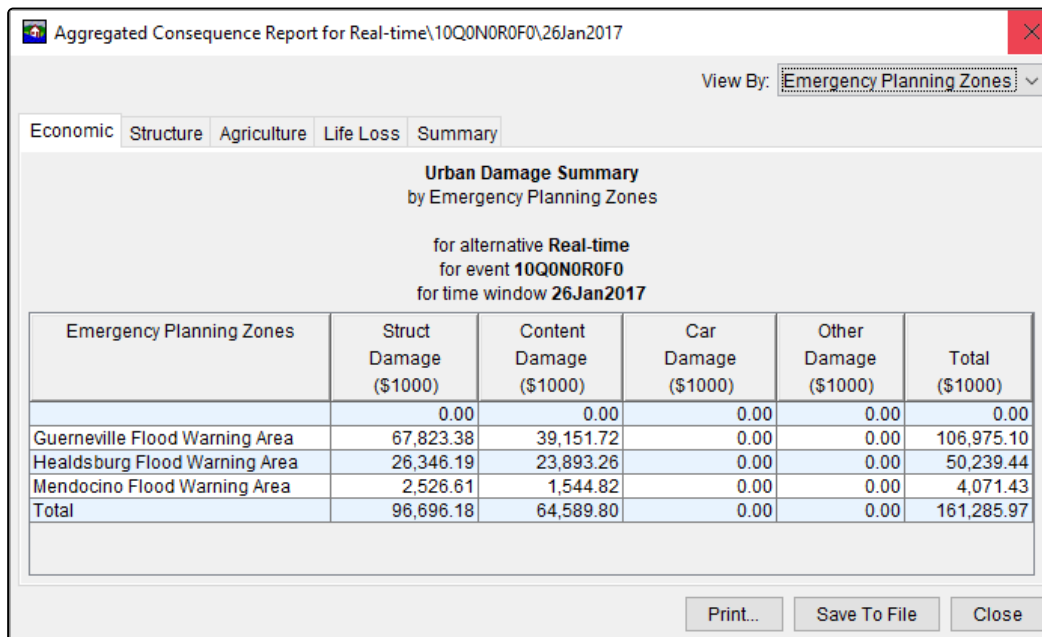 Aggregated Consequence Report for Real-time\10Q0N0R0F0\26Jan2017
View By: Emergency Planning Zones
Economic Structure Agriculture Life Loss Summary
Urban Damage Summary
by Emergency Planning Zones
for alternative Real-time
for event 10Q0N0R0F0
for time window 26Jan2017
Emergency Planning Zones Struct Content Car Other
Damage Damage Damage Damage Total
($1000) ($1000) ($1000) ($1000) ($1000)
0.00 0.00 0.00 0.00 0.00
Guerneville Flood Warning Area 67,823.38 39,151.72 0.00 0.00 106,975.10
Healdsburg Flood Warning Area 26,346.19 23,893.26 0.00 0.00 50,239.44
Mendocino Flood Warning Area 2,526.61 1,544.82 0.00 0.00 4,071.43
Total 96,696.18 64,589.80 0.00 0.00 161,285.97
Print... Save To File Close